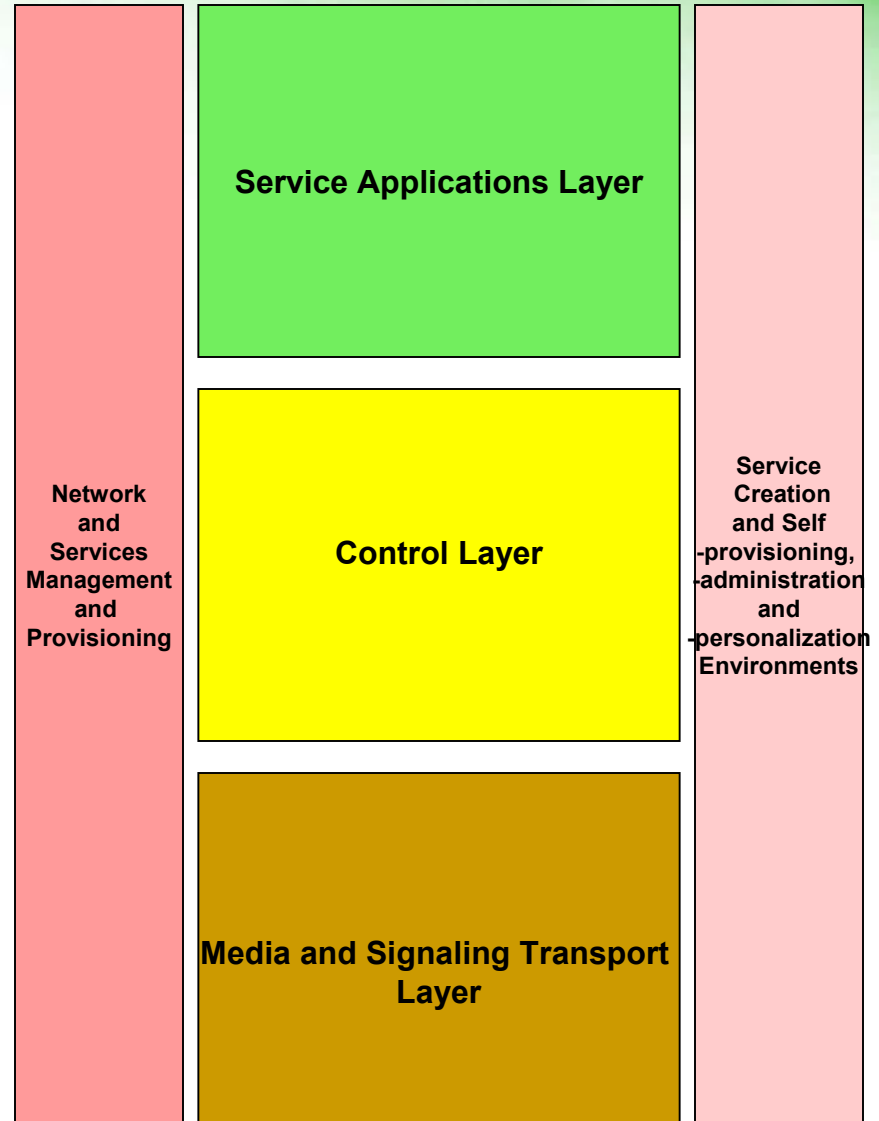 Service Applications Layer
Network
and
Services
Management
and
Provisioning
Control Layer
Service
Creation
and Self
-provisioning,
-administration
and
-personalization
Environments
Media and Signaling Transport
Layer